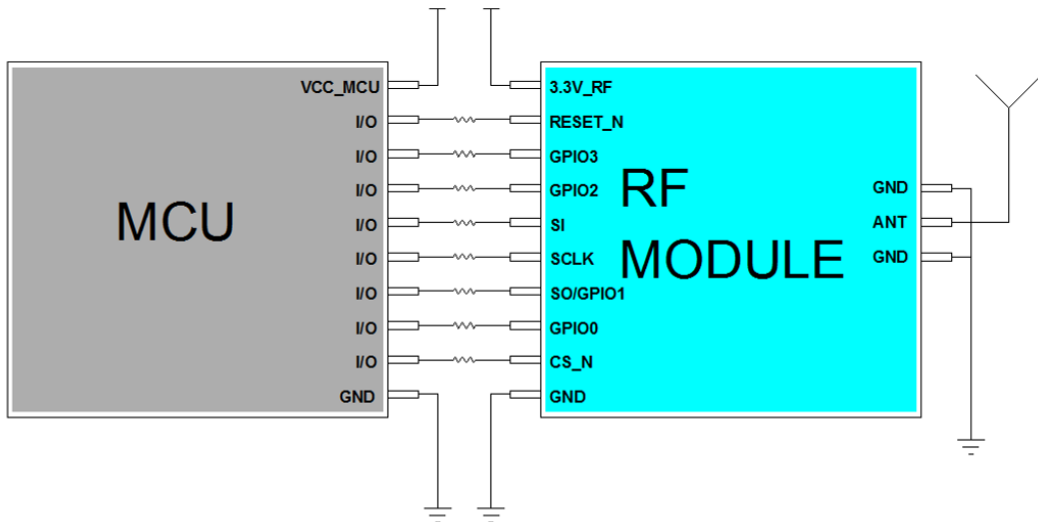 VCC_MCU
I/O
I/O
I/O
I/O
I/O
I/O
I/O
I/O
GND
MCU
3.3V_RF
RESET_N
GPIO3
GPIO2
SI
SCLK
SO/GPIO1
GPIO0
CS_N
GND
RF
MODULE
GND
ANT
GND